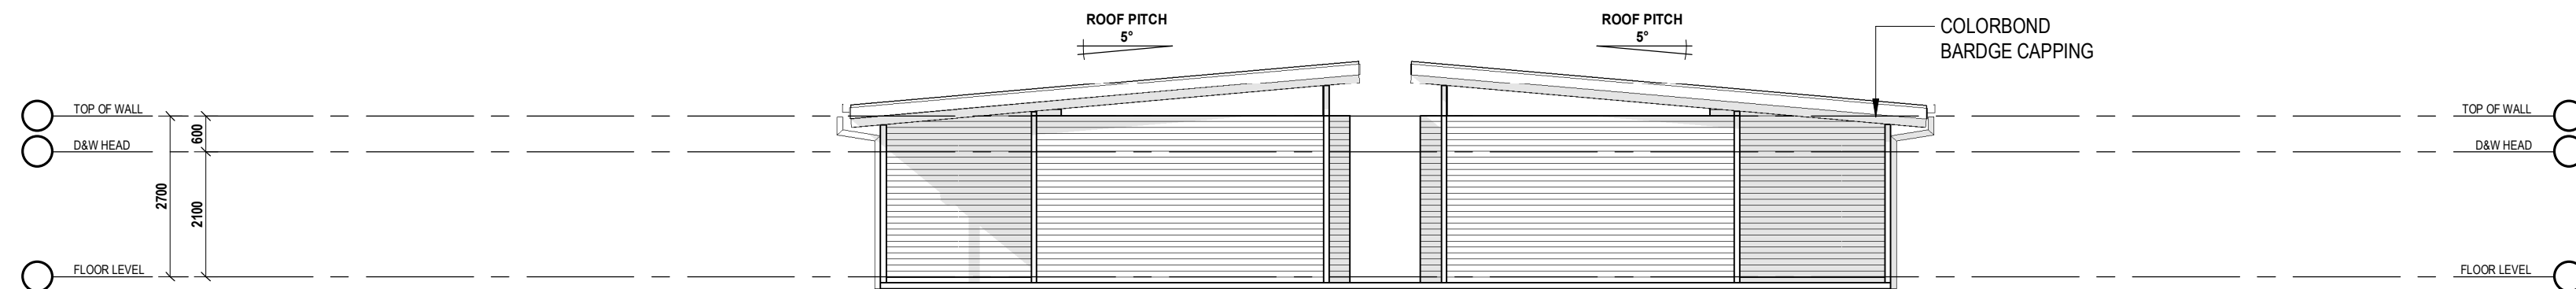 ROOF PITCH
5°
ROOF PITCH
5°
COLORBOND
BARDGE CAPPING
TOP OF WALL
TOP OF WALL
600
D&W HEAD
D&W HEAD
2700
2100
FLOOR LEVEL
FLOOR LEVEL